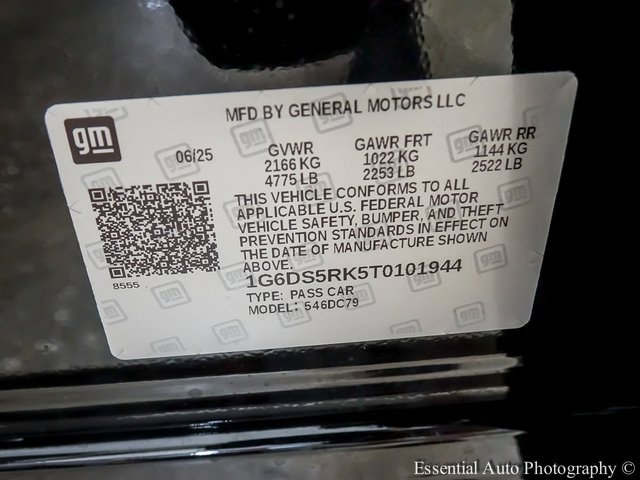 MFD BY GENERAL MOTORS LLC
gm
06/25
GVWR GAWR FRT GAWR RR
2166 KG 1022 KG 1144 KG
4775 LB 2253 LB 2522 LB
THIS VEHICLE CONFORMS TO ALL
APPLICABLE U.S. FEDERAL MOTOR
VEHICLE SAFETY, BUMPER, AND THEFT
PREVENTION STANDARDS IN EFFECT ON
THE DATE OF MANUFACTURE SHOWN
ABOVE.
8555
1G6DS5RK5T0101944
TYPE: PASS CAR
MODEL: 546DC79
Essential Auto Photography ©